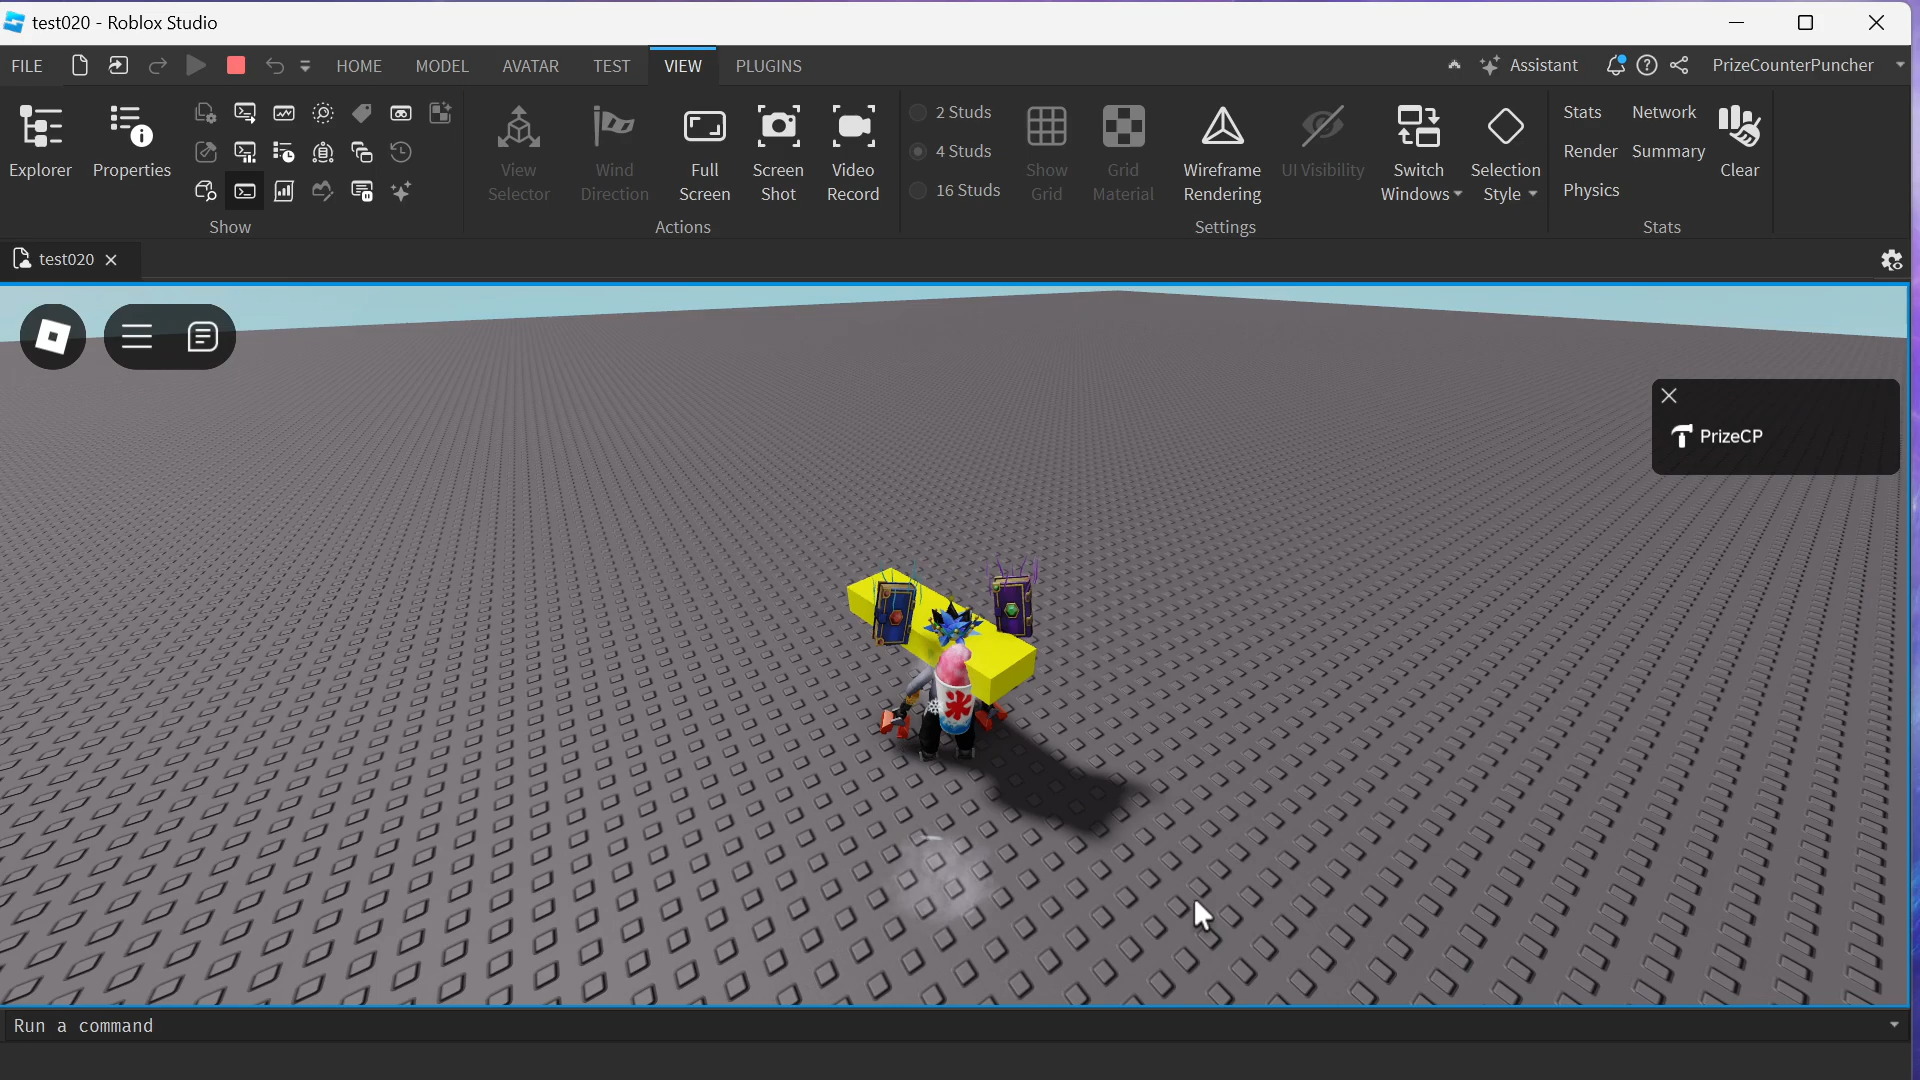 test020 - Roblox Studio
FILE HOME MODEL AVATAR TEST VIEW PLUGINS Assistant PrizeCounterPuncher
Explorer
Properties
Show
View Selector
Wind Direction
Full Screen
Screen Shot
Video Record
Actions
2 Studs
4 Studs
16 Studs
Show Grid
Grid Material
Wireframe Rendering
UI Visibility
Switch Windows
Selection Style
Settings
Stats Network
Render Summary
Physics
Clear
Stats
test020
PrizeCP
氷
Run a command